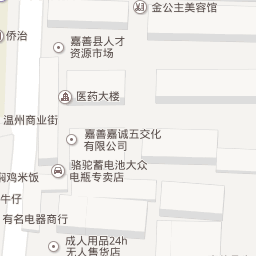 金公主美容馆
侨治
嘉善县人才
资源市场
医药大楼
温州商业街
嘉善嘉诚五交化
有限公司
骆驼蓄电池大众
电瓶专卖店
焖鸡米饭
牛仔
有名电器商行
成人用品24h
无人售货店